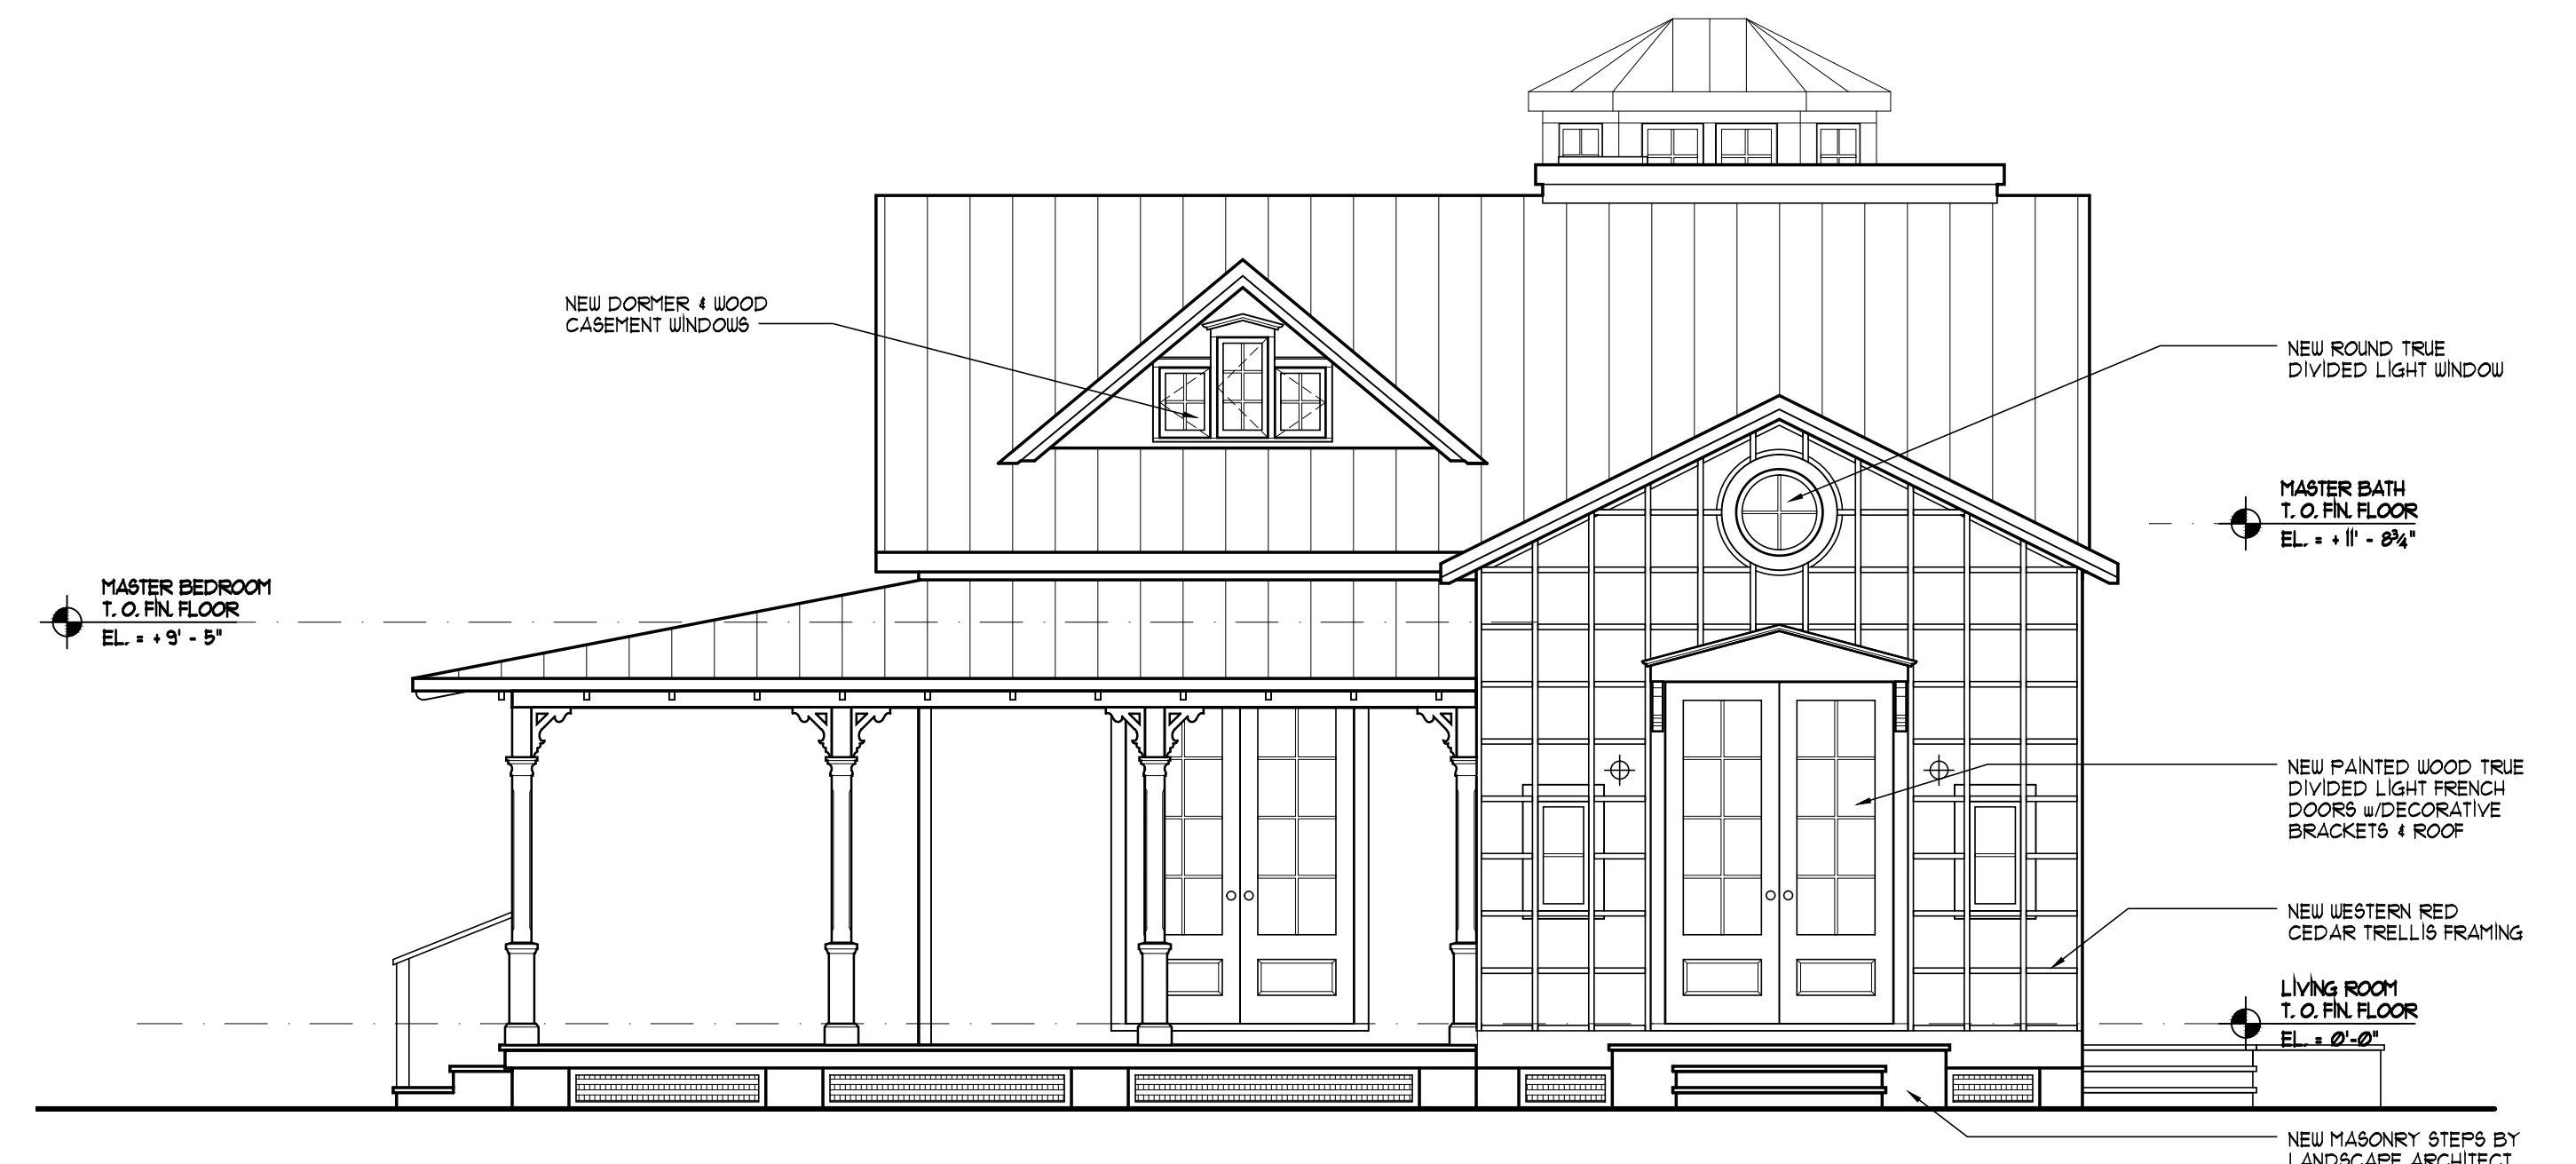 NEW DORMER & WOOD
CASEMENT WINDOWS
NEW ROUND TRUE
DIVIDED LIGHT WINDOW
MASTER BATH
T. O. FIN. FLOOR
EL. = + 11' - 8¾"
MASTER BEDROOM
T. O. FIN. FLOOR
EL. = + 9' - 5"
NEW PAINTED WOOD TRUE
DIVIDED LIGHT FRENCH
DOORS w/DECORATIVE
BRACKETS & ROOF
NEW WESTERN RED
CEDAR TRELLIS FRAMING
LIVING ROOM
T. O. FIN. FLOOR
EL. = 0'-0"
NEW MASONRY STEPS BY
LANDSCAPE ARCHITECT